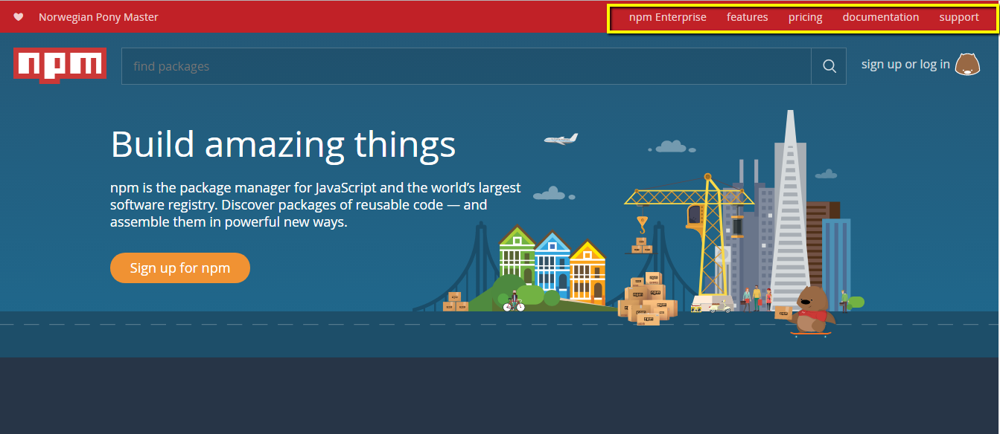 Norwegian Pony Master npm Enterprise features pricing documentation support
npm
find packages
sign up or log in
Build amazing things
npm is the package manager for JavaScript and the world's largest
software registry. Discover packages of reusable code — and
assemble them in powerful new ways.
Sign up for npm